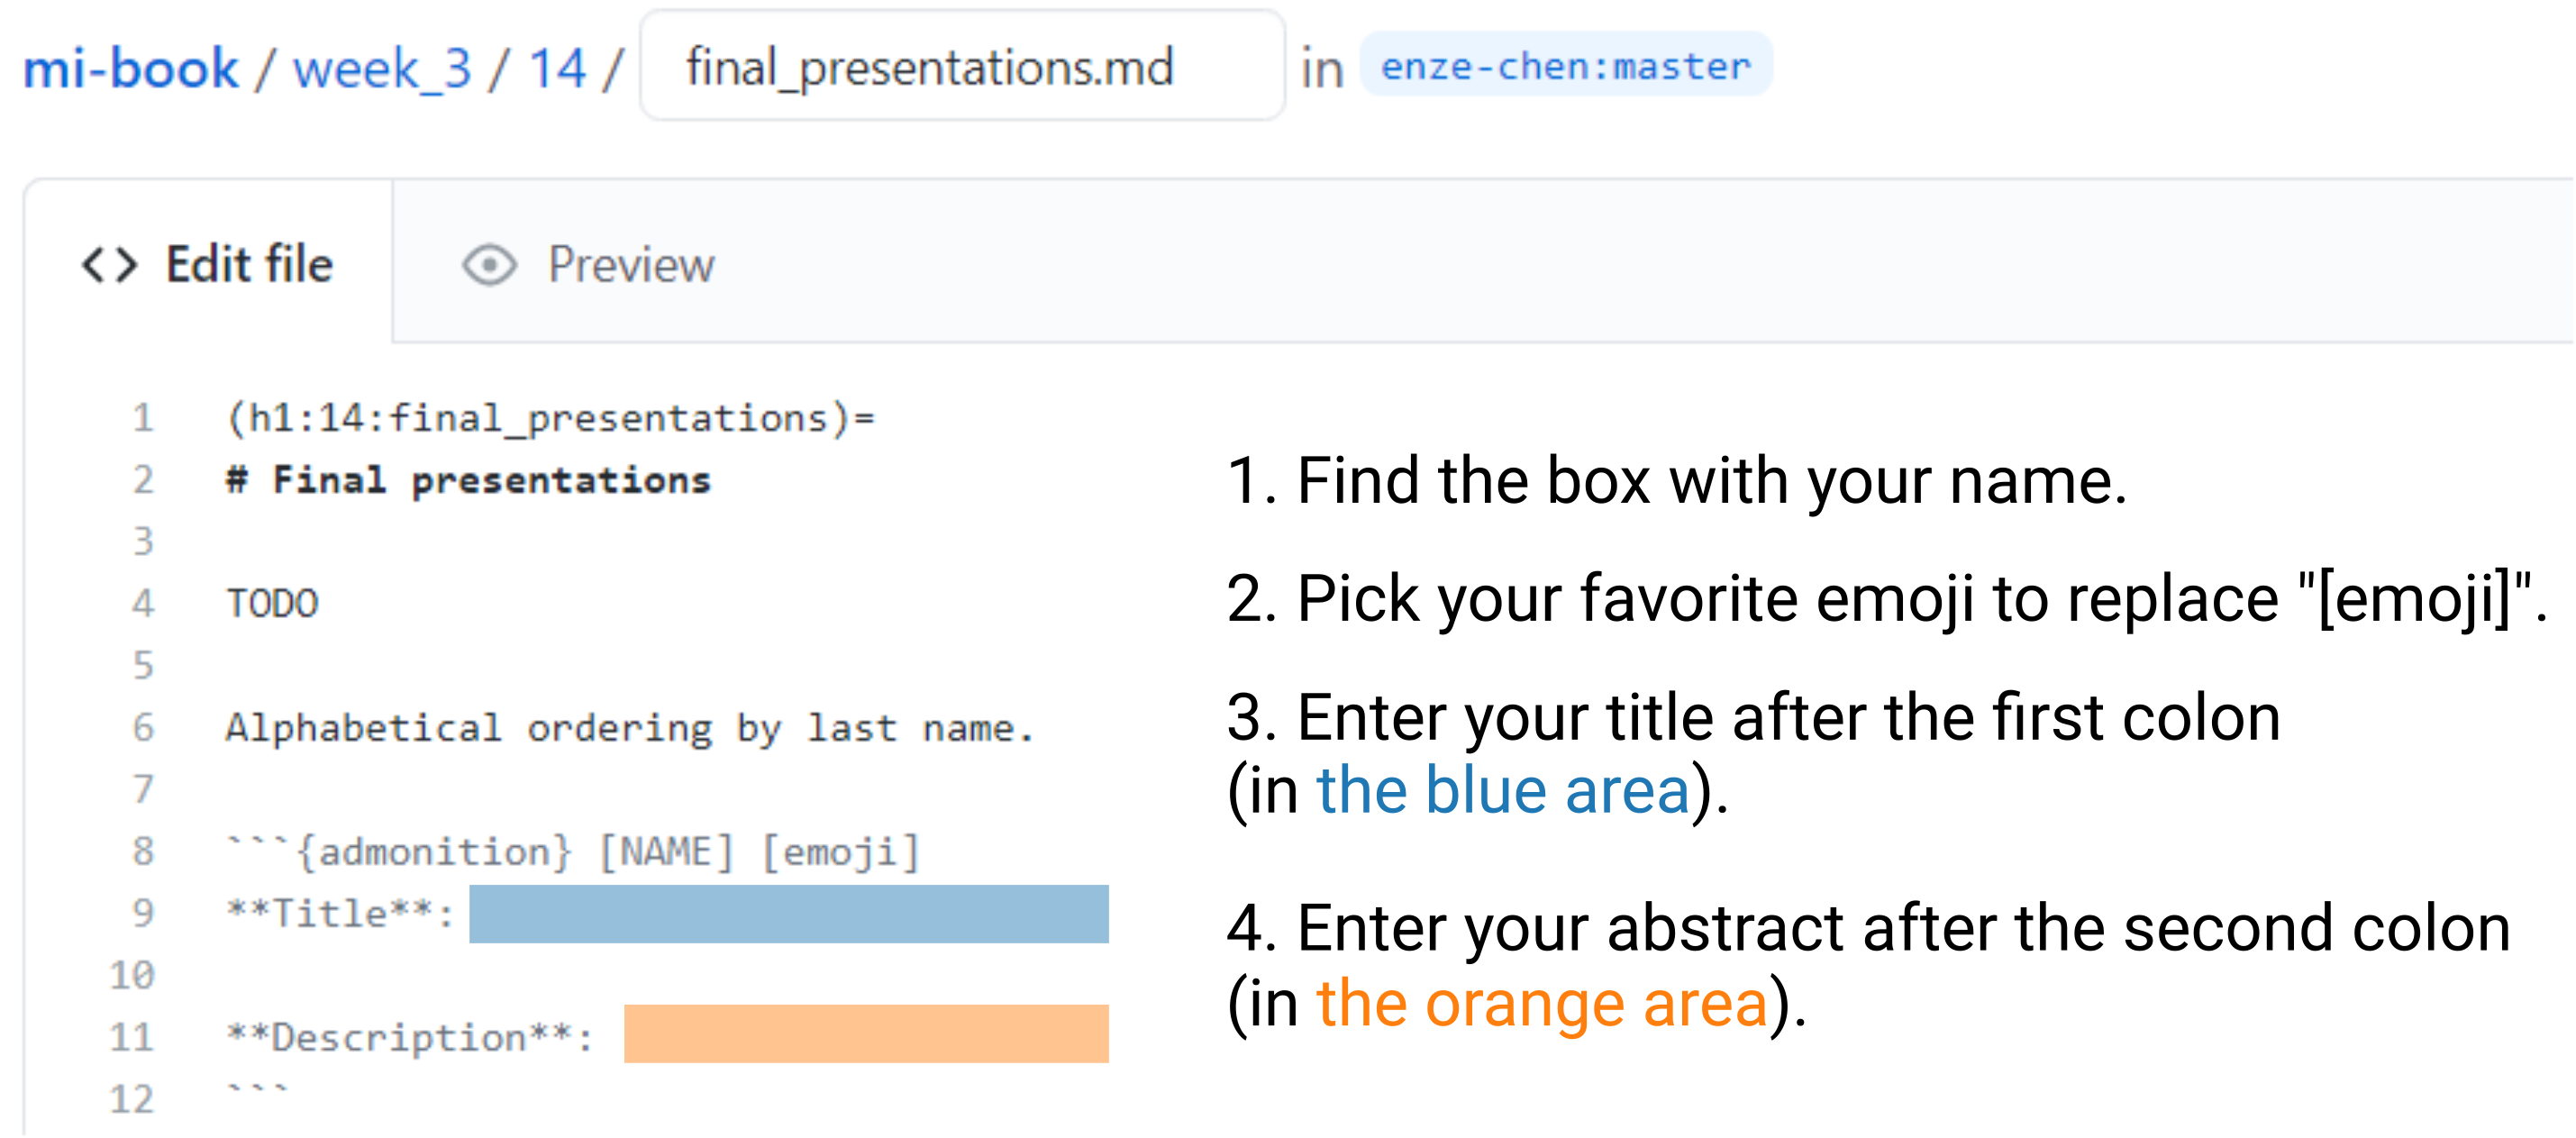 mi-book / week_3 / 14 / final_presentations.md in enze-chen:master
<> Edit file Preview
1 (h1:14:final_presentations)=
2 # Final presentations
3
4 TODO
5
6 Alphabetical ordering by last name.
7
8 ```{admonition} [NAME] [emoji]
9 **Title**:
10
11 **Description**:
12 ```
1. Find the box with your name.
2. Pick your favorite emoji to replace "[emoji]".
3. Enter your title after the first colon
(in the blue area).
4. Enter your abstract after the second colon
(in the orange area).